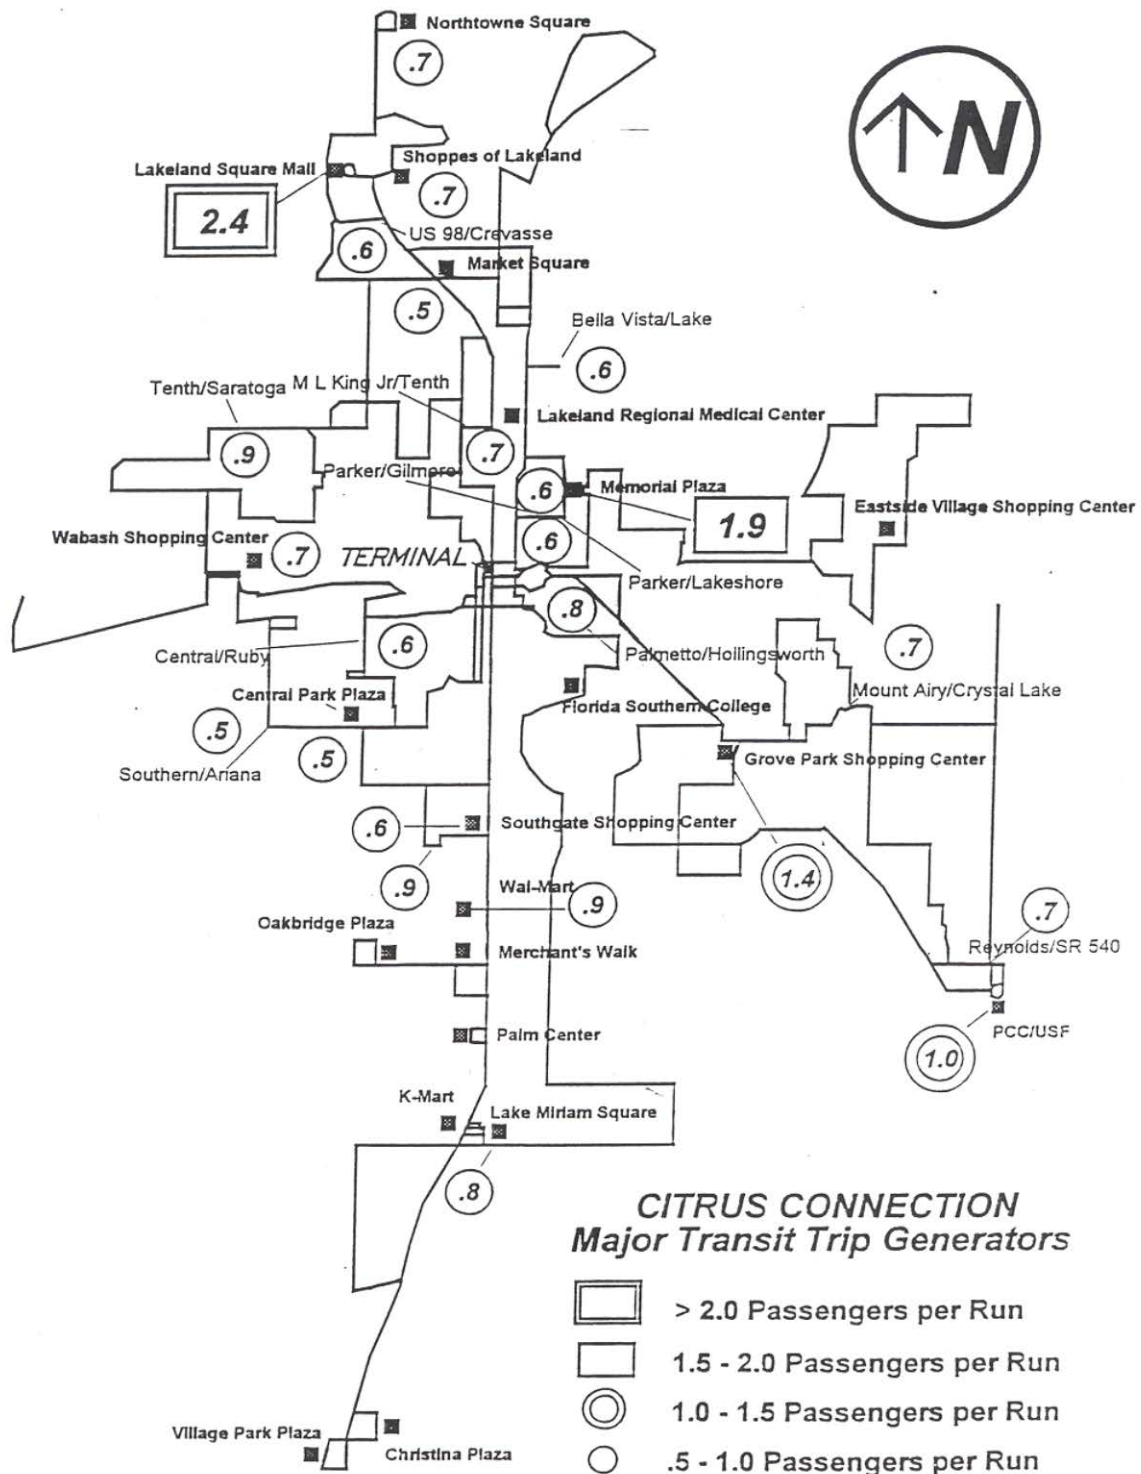 Northtowne Square
.7
N
Shoppes of Lakeland
Lakeland Square Mall
.7
2.4
US 98/Crevasse
.6
Market Square
.5
Bella Vista/Lake
.6
Tenth/Saratoga
M L King Jr/Tenth
Lakeland Regional Medical Center
.9
.7
Parker/Gilmore
.6
Memorial Plaza
1.9
Eastside Village Shopping Center
Wabash Shopping Center
.7
TERMINAL
.6
Parker/Lakeshore
.8
.6
Central/Ruby
Palmetto/Hollingsworth
.7
Central Park Plaza
Florida Southern College
Mount Airy/Crystal Lake
.5
.5
Southern/Ariana
Grove Park Shopping Center
.6
Southgate Shopping Center
.9
1.4
Wal-Mart
.9
Oakbridge Plaza
.7
Merchant's Walk
Reynolds/SR 540
Palm Center
PCC/USF
1.0
K-Mart
Lake Miriam Square
.8
CITRUS CONNECTION
Major Transit Trip Generators
> 2.0 Passengers per Run
1.5 - 2.0 Passengers per Run
1.0 - 1.5 Passengers per Run
.5 - 1.0 Passengers per Run
Village Park Plaza
Christina Plaza